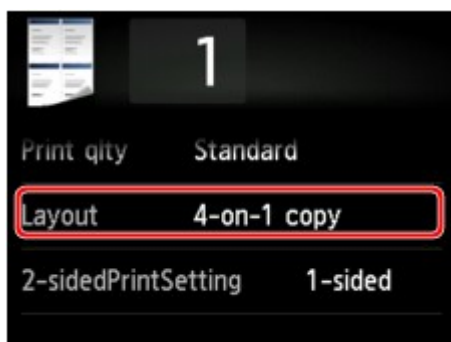 1
Print qlty Standard
Layout 4-on-1 copy
2-sidedPrintSetting 1-sided